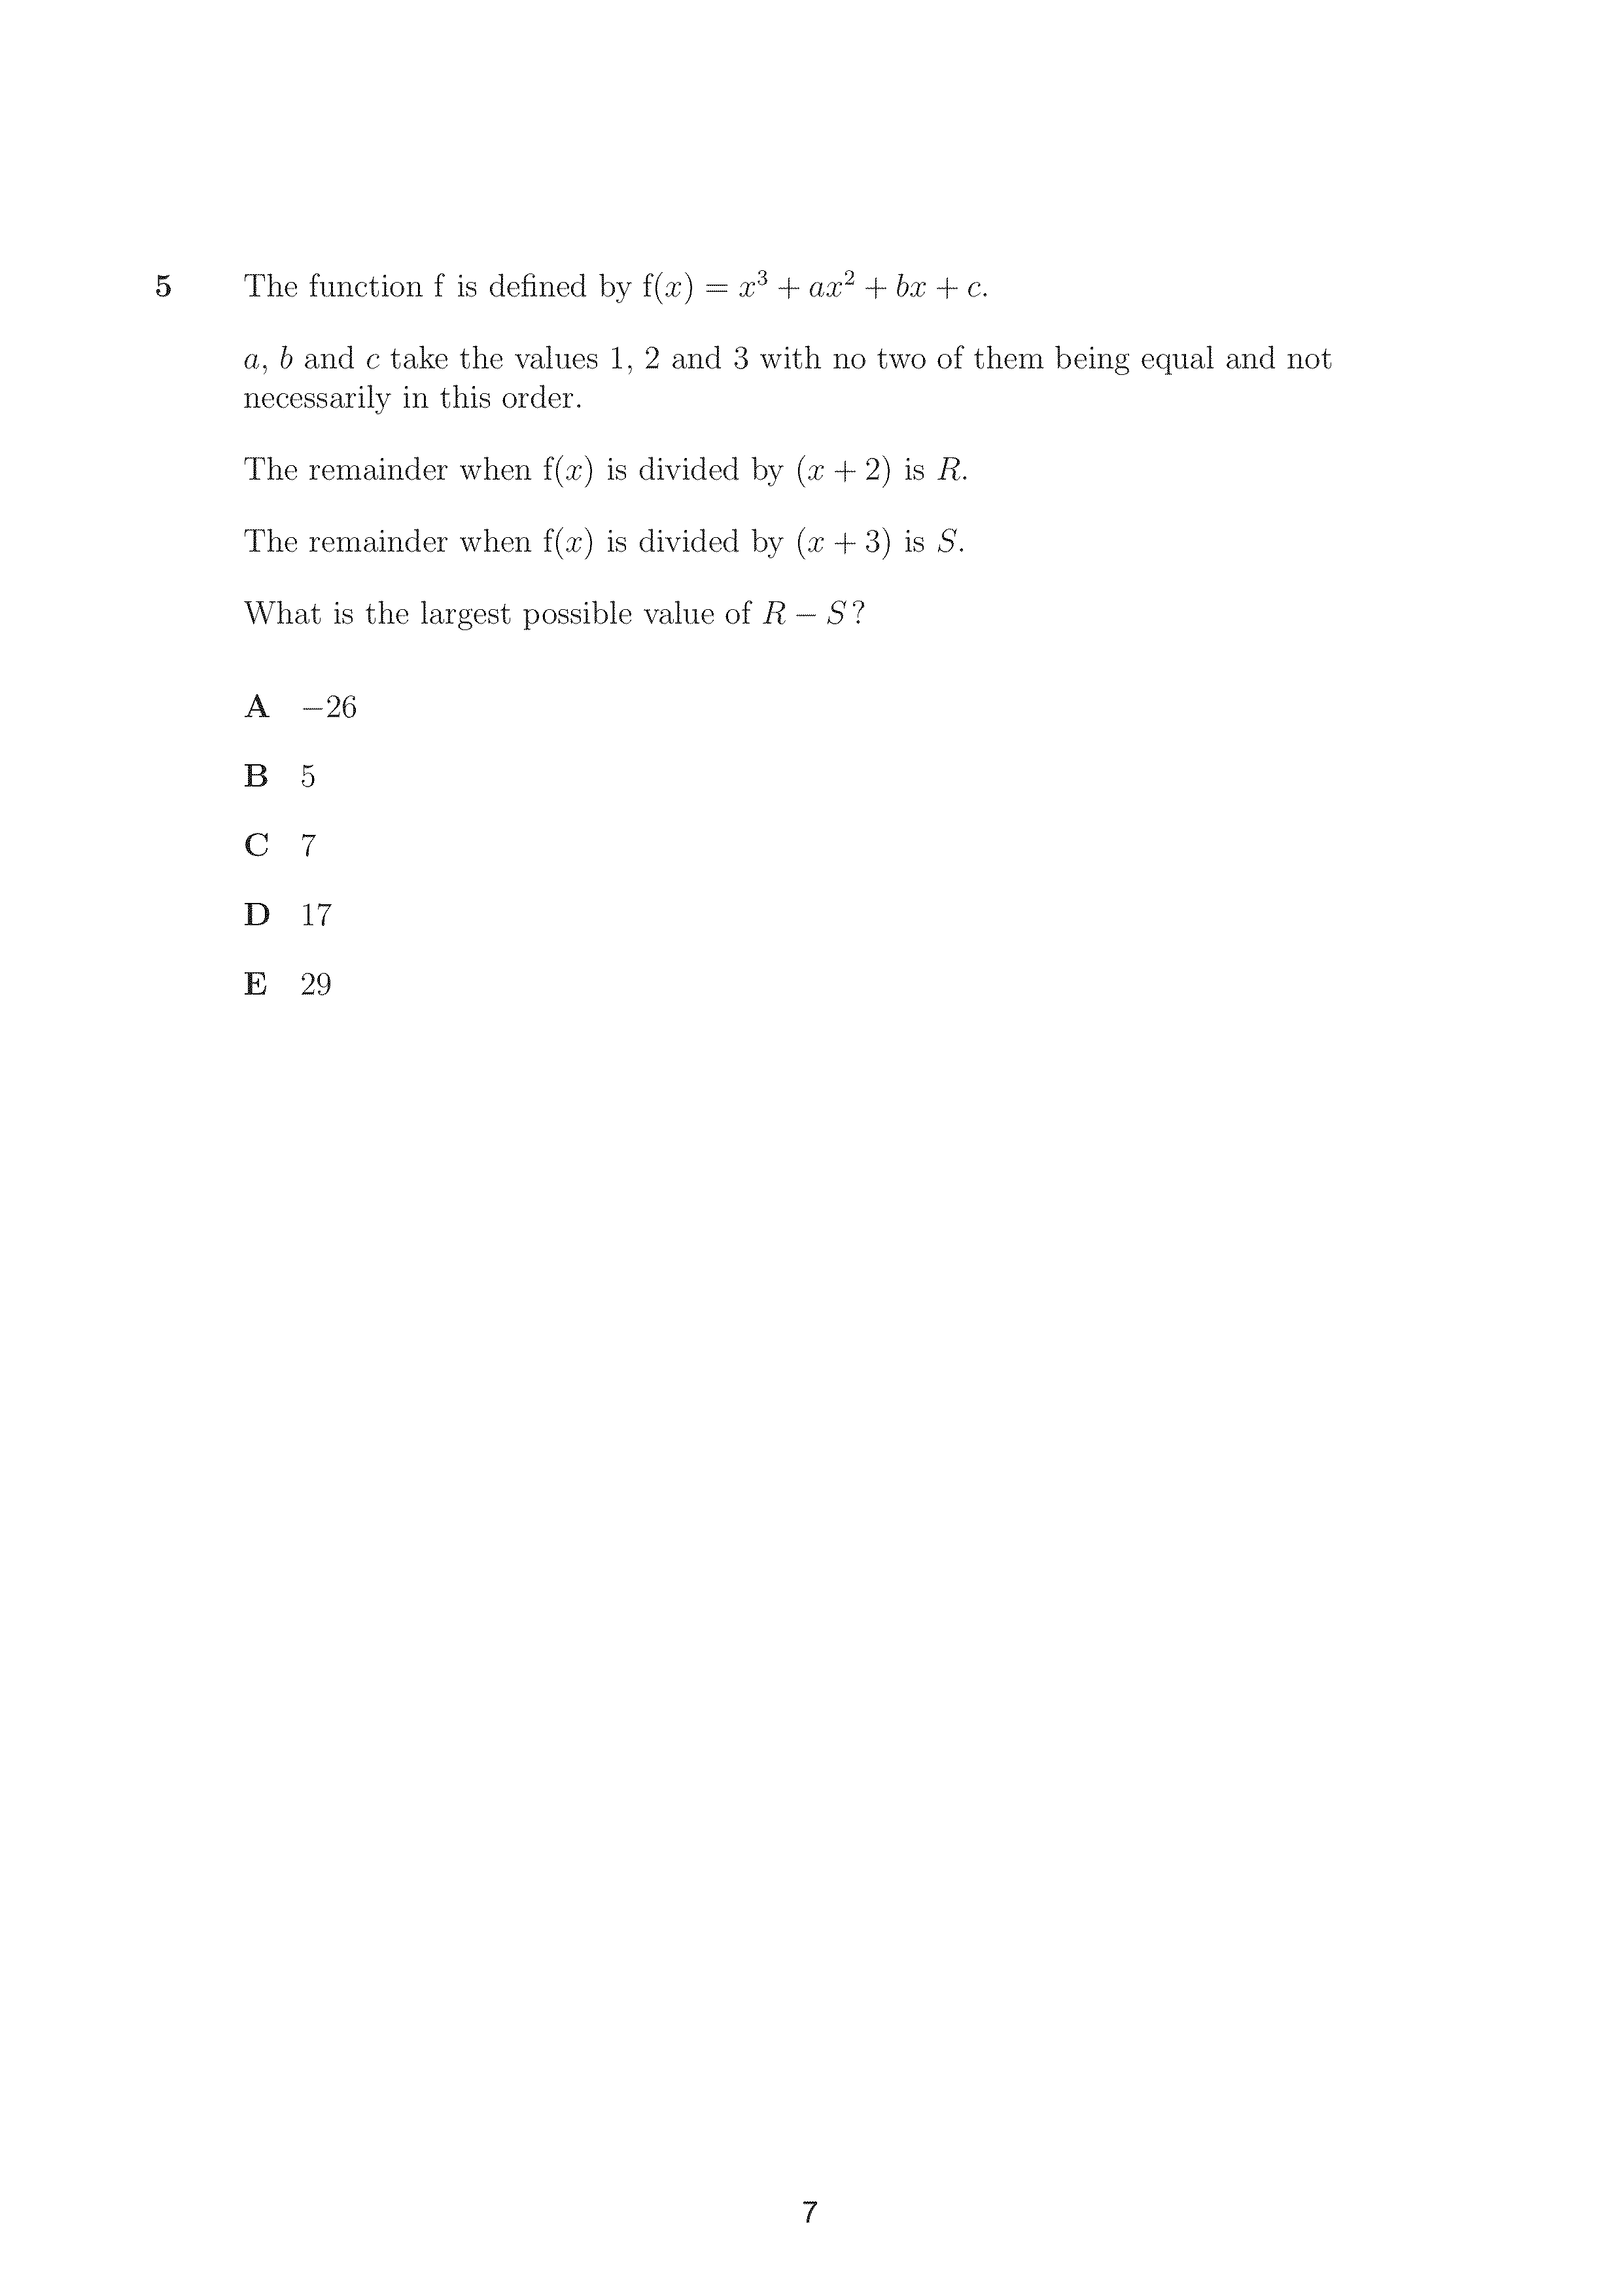 5 The function f is defined by f(x) = x³ + ax² + bx + c.
a, b and c take the values 1, 2 and 3 with no two of them being equal and not
necessarily in this order.
The remainder when f(x) is divided by (x + 2) is R.
The remainder when f(x) is divided by (x + 3) is S.
What is the largest possible value of R − S?
A −26
B 5
C 7
D 17
E 29
7